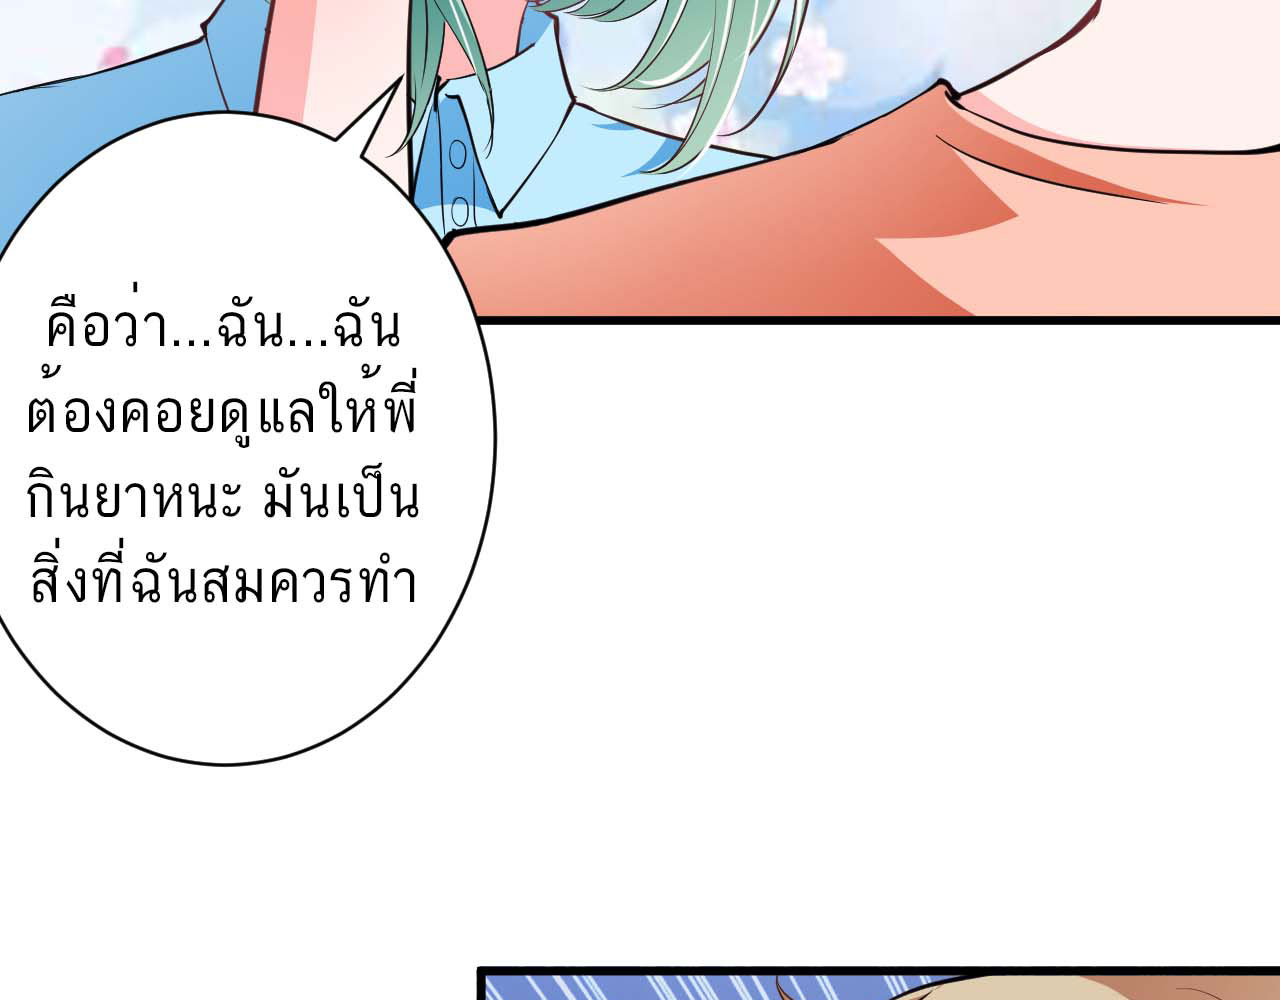 คือว่า...ฉัน...ฉัน
ต้องคอยดูแลให้พี่
กินยาหนะ มันเป็น
สิ่งที่ฉันสมควรทำ